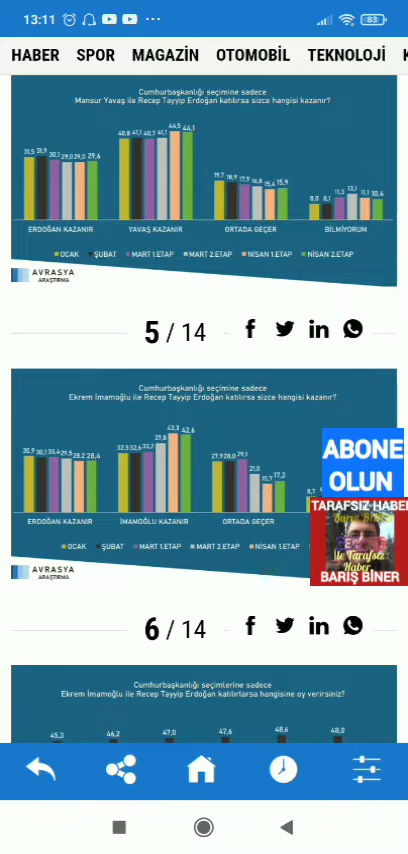 13:11
83
HABER SPOR MAGAZİN OTOMOBİL TEKNOLOJİ
Cumhurbaşkanlığı seçimine sadece
Mansur Yavaş ile Recep Tayyip Erdoğan katılırsa sizce hangisi kazanır?
31,5 31,9 30,1 29,0 29,0 29,6
40,8 41,1 40,7 41,1 44,5 44,1
19,7 18,9 17,9 16,8 15,4 15,9
8,0 8,1 11,3 13,1 11,1 10,4
ERDOĞAN KAZANIR YAVAŞ KAZANIR ORTADA GEÇER BİLMİYORUM
OCAK ŞUBAT MART 1.ETAP MART 2.ETAP NİSAN 1.ETAP NİSAN 2.ETAP
AVRASYA
ARAŞTIRMA
5 / 14
Cumhurbaşkanlığı seçimine sadece
Ekrem İmamoğlu ile Recep Tayyip Erdoğan katılırsa sizce hangisi kazanır?
30,9 30,1 30,4 29,5 28,2 28,4
32,5 32,6 33,2 37,8 43,3 42,6
27,9 28,0 29,1 21,0 15,7 17,2
8,7
ERDOĞAN KAZANIR İMAMOĞLU KAZANIR ORTADA GEÇER
OCAK ŞUBAT MART 1.ETAP MART 2.ETAP NİSAN 1.ETAP
ABONE
OLUN
TARAFSIZ HABER
Barış Biner
İle Tarafsız
Haber
BARIŞ BİNER
AVRASYA
ARAŞTIRMA
6 / 14
Cumhurbaşkanlığı seçimlerine sadece
Ekrem İmamoğlu ile Recep Tayyip Erdoğan katılırlarsa hangisine oy verirsiniz?
45,3 46,2 47,0 47,6 48,6 48,0